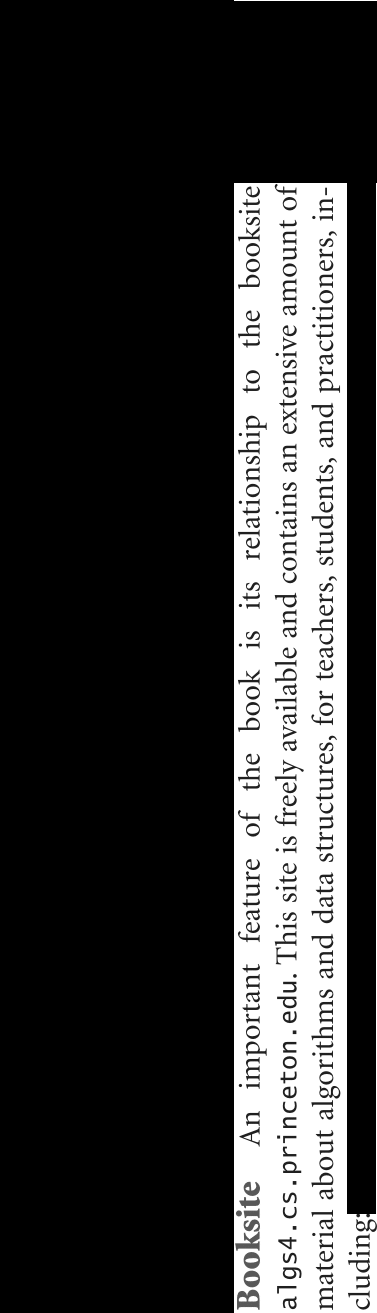 Booksite An important feature of the book is its relationship to the booksite
algs4.cs.princeton.edu. This site is freely available and contains an extensive amount of
material about algorithms and data structures, for teachers, students, and practitioners, in-
cluding: